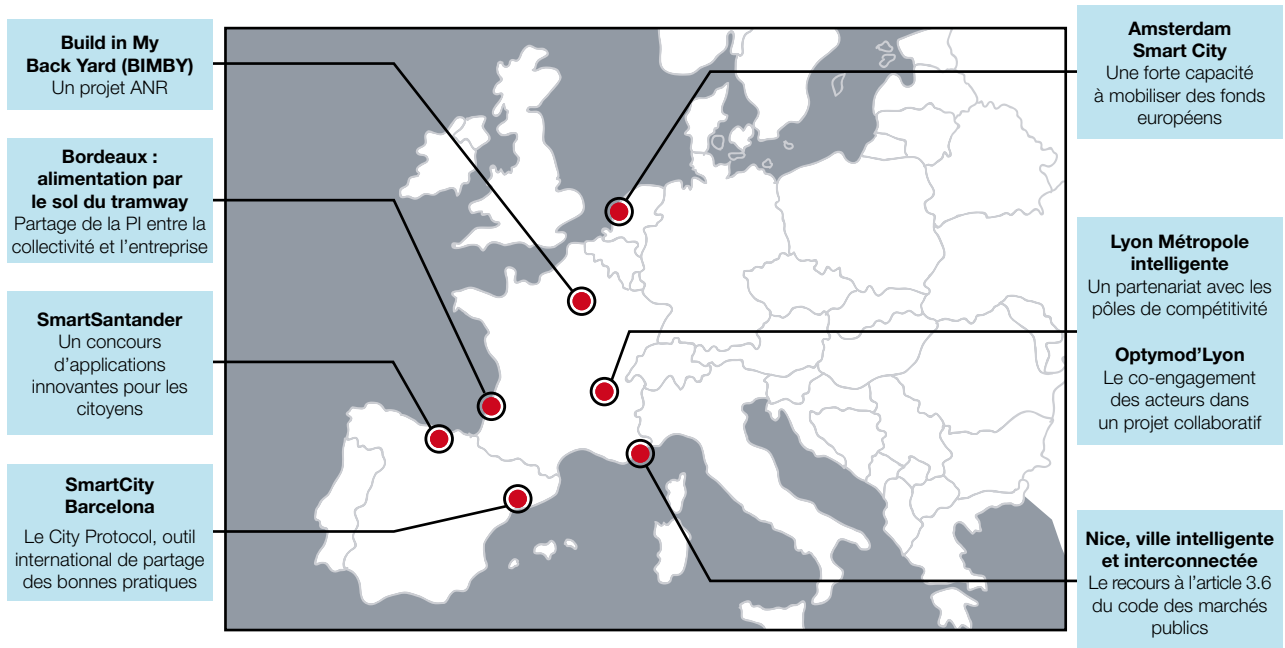 Build in My
Back Yard (BIMBY)
Un projet ANR
Bordeaux :
alimentation par
le sol du tramway
Partage de la PI entre la
collectivité et l’entreprise
SmartSantander
Un concours
d’applications
innovantes pour les
citoyens
SmartCity
Barcelona
Le City Protocol, outil
international de partage
des bonnes pratiques
Amsterdam
Smart City
Une forte capacité
à mobiliser des fonds
européens
Lyon Métropole
intelligente
Un partenariat avec les
pôles de compétitivité
Optymod’Lyon
Le co-engagement
des acteurs dans
un projet collaboratif
Nice, ville intelligente
et interconnectée
Le recours à l’article 3.6
du code des marchés
publics